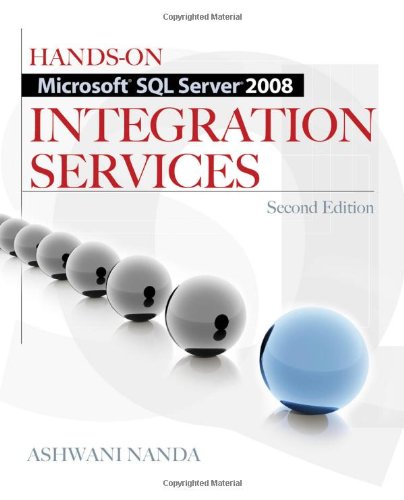 Copyrighted Material
HANDS-ON
Microsoft® SQL Server® 2008
INTEGRATION
SERVICES
Second Edition
ASHWANI NANDA
Copyrighted Material